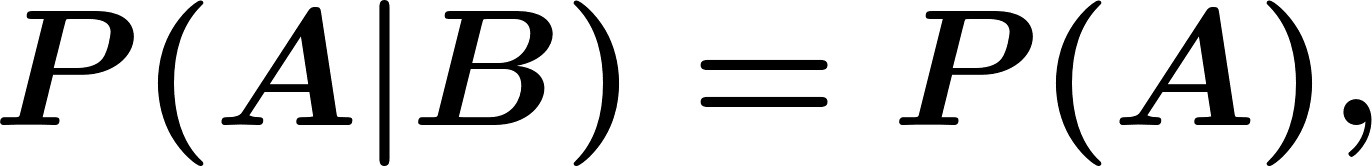 P(A|B) = P(A),